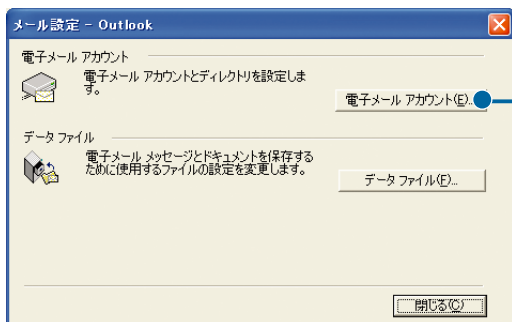 メール設定 - Outlook
電子メール アカウント
電子メール アカウントとディレクトリを設定しま
す。
電子メール アカウント(E)...
データ ファイル
電子メール メッセージとドキュメントを保存する
ために使用するファイルの設定を変更します。
データ ファイル(F)...
閉じる(C)